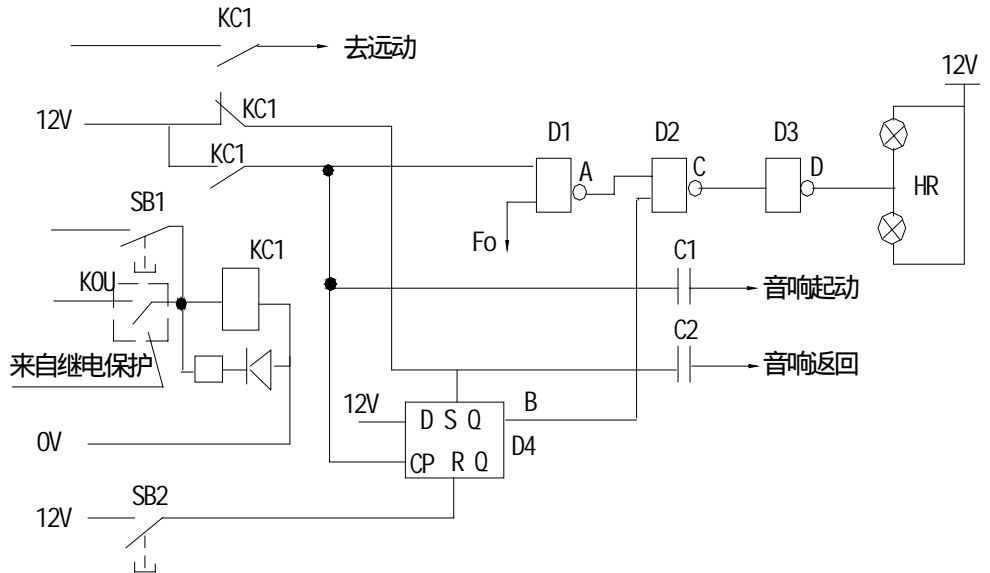 KC1
去远动
12V
KC1
12V
D1
D2
D3
KC1
A
C
D
HR
SB1
Fo
KC1
C1
KOU
音响起动
C2
来自继电保护
音响返回
12V
B
D S Q
0V
D4
CP R Q
SB2
12V